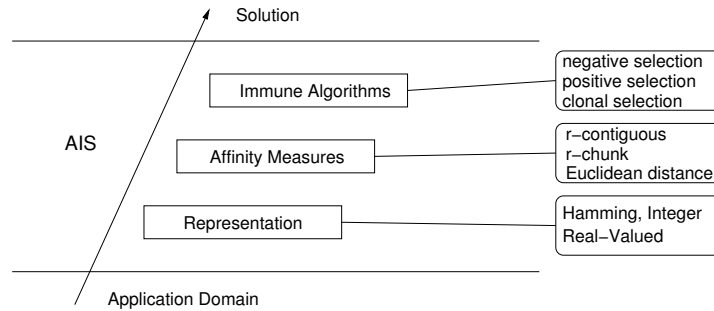 Solution
Immune Algorithms
negative selection
positive selection
clonal selection
AIS
Affinity Measures
r−contiguous
r−chunk
Euclidean distance
Representation
Hamming, Integer
Real−Valued
Application Domain